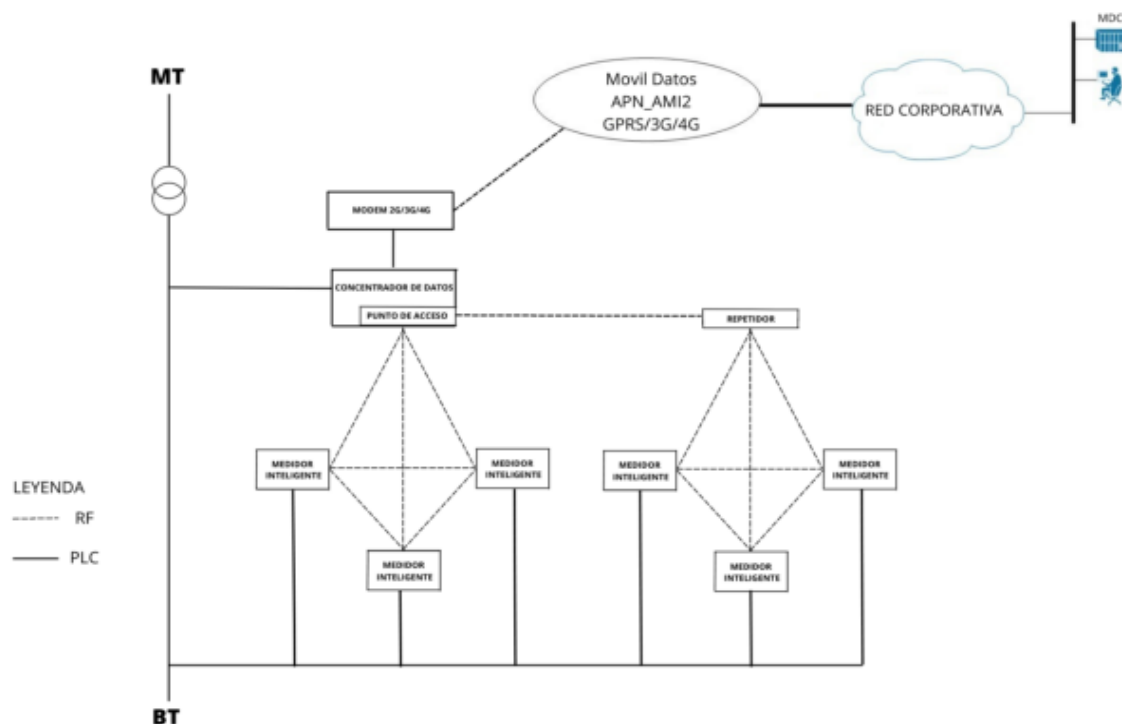 MDC
MT
Movil Datos
APN_AMI2
GPRS/3G/4G
RED CORPORATIVA
MODEM 2G/3G/4G
CONCENTRADOR DE DATOS
PUNTO DE ACCESO
REPETIDOR
MEDIDOR
INTELIGENTE
MEDIDOR
INTELIGENTE
MEDIDOR
INTELIGENTE
MEDIDOR
INTELIGENTE
LEYENDA
RF
PLC
MEDIDOR
INTELIGENTE
MEDIDOR
INTELIGENTE
BT